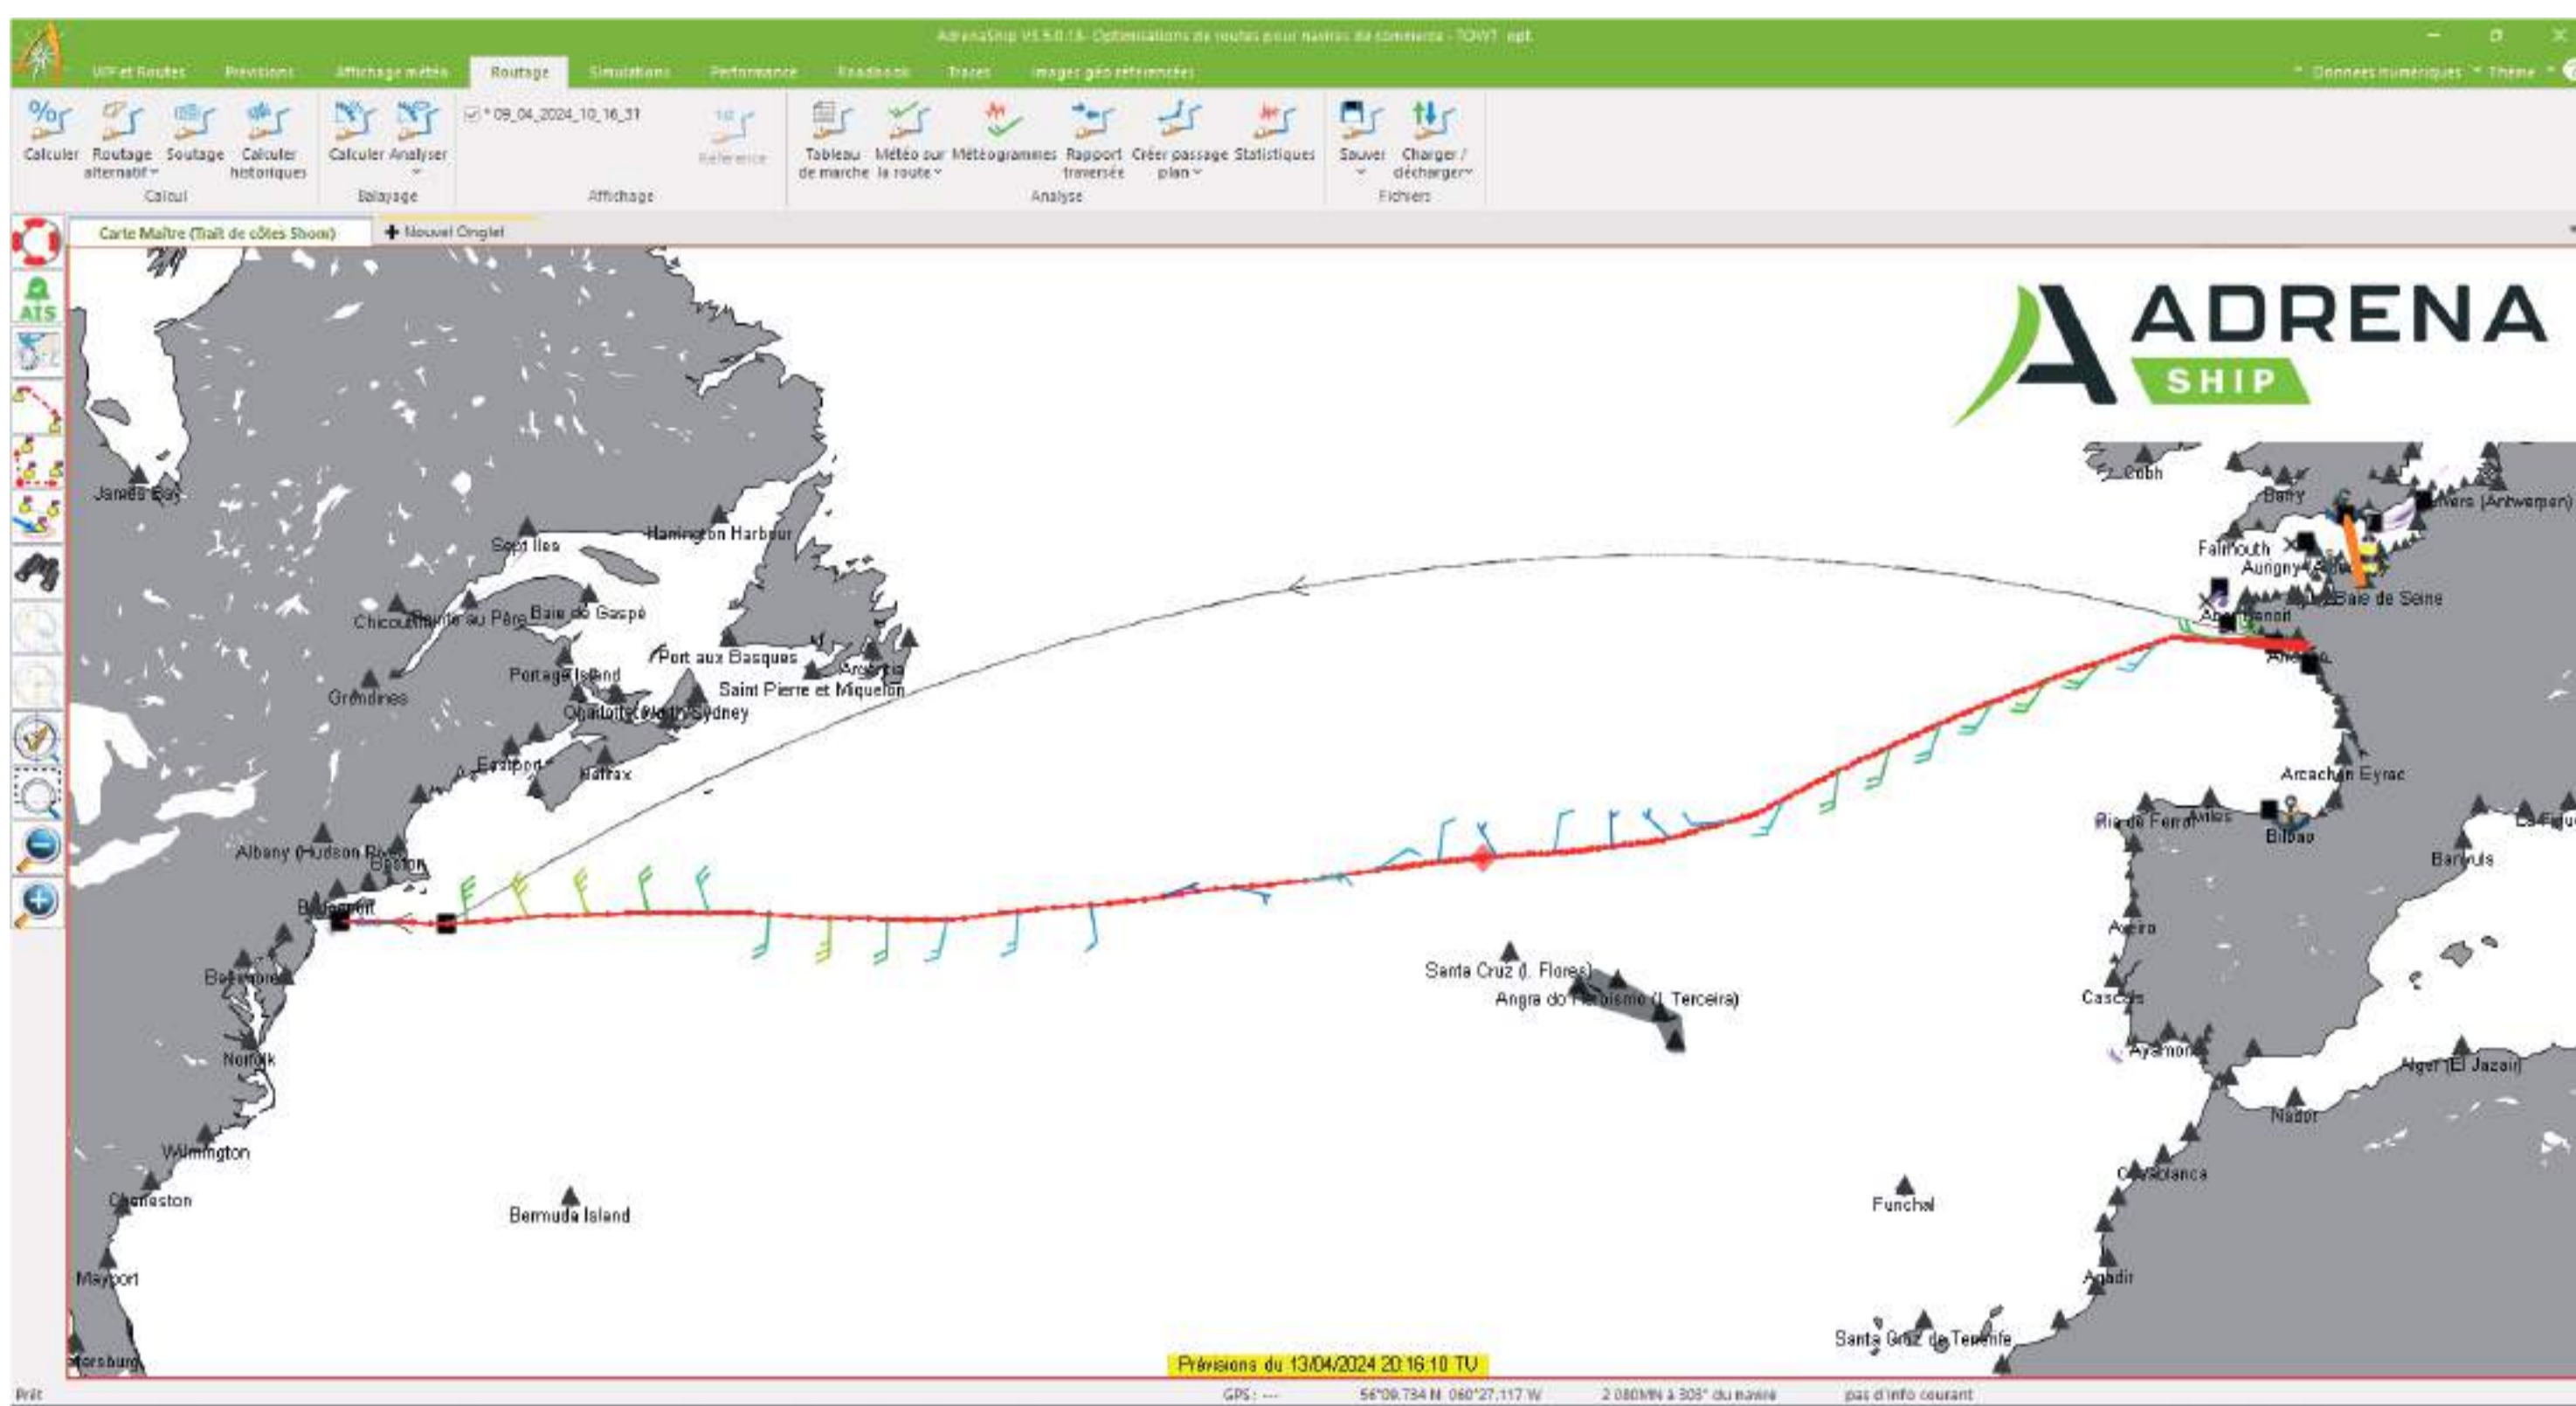 AdrenaShip V5.5.0.18- Optimisations de routes pour navires de commerce - TOWT opt
WP et Routes Prévisions Affichage météo Routage Simulations Performance Roadbook Traces Images géo référencées Données numériques Thème
* 09_04_2024_10_16_31
Calculer Routage alternatif Soutage Calculer historiques Calculer Analyser Référence Tableau de marche Météo sur la route Météogrammes Rapport traversée Créer passage plan Statistiques Sauver Charger / décharger
Calcul Balayage Affichage Analyse Fichiers
Carte Maître (Trait de côtes Shom) Nouvel Onglet
AIS
ADRENA
SHIP
Cobh
James Bay
Barry
(Antwerpen)
Harrington Harbour
Sept Iles
Falmouth
Aurigny
Baie de Seine
Baie de Gaspé
Pointe au Père
Port aux Basques
Argentia
Portage Island
Saint Pierre et Miquelon
Grondines
Sydney
Eastport
Halifax
Arcachon Eyrac
Ria de Ferrol
Aviles
Bilbao
Albany (Hudson River)
Boston
Banyuls
Aveiro
Baltimore
Santa Cruz (I. Flores)
Angra do Heroismo (I. Terceira)
Cascais
Norfolk
Alger (El Jazair)
Nador
Wilmington
Casablanca
Charleston
Funchal
Bermuda Island
Mayport
Agadir
Santa Cruz de Tenerife
Prévisions du 13/04/2024 20:16:10 TU
Prêt GPS : --- 56°09.734 N 060°27.117 W 2 080MN à 305° du navire pas d'info courant